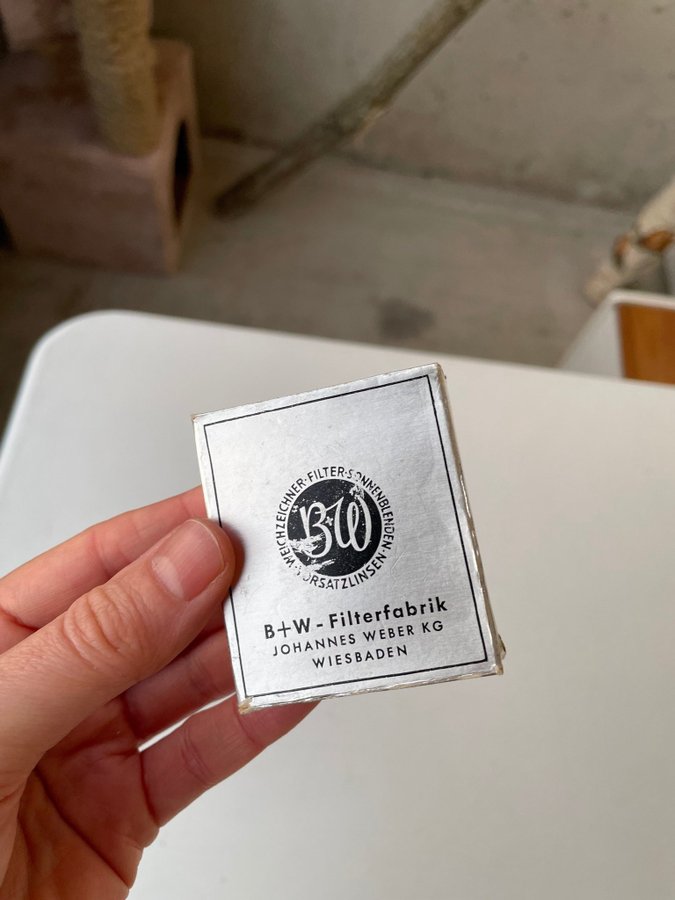 WEICHZEICHNER·FILTER·SONNENBLENDEN·VORSATZLINSEN·
B+W
B+W-Filterfabrik
JOHANNES WEBER KG
WIESBADEN